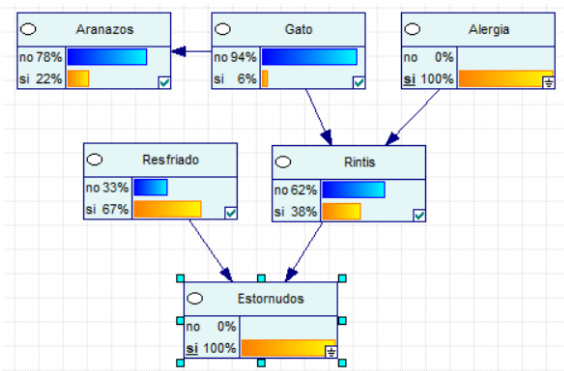 Aranazos
no 78%
si 22%
Gato
no 94%
si 6%
Alergia
no 0%
si 100%
Resfriado
no 33%
si 67%
Rintis
no 62%
si 38%
Estornudos
no 0%
si 100%